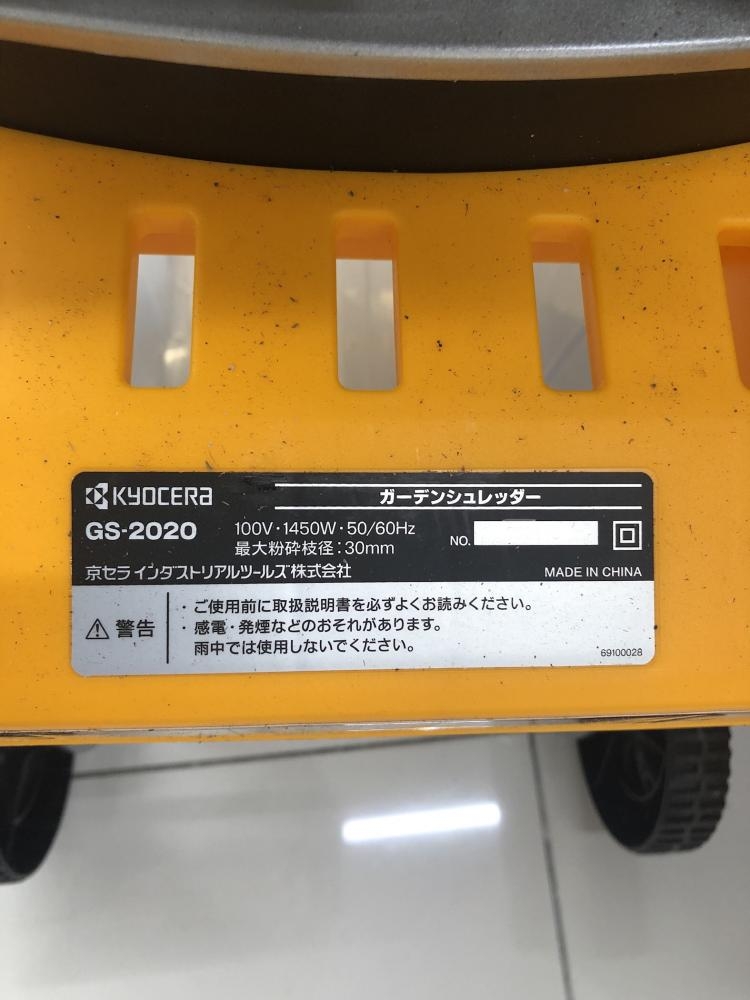 KYOCERA
ガーデンシュレッダー
GS-2020
100V・1450W・50/60Hz
最大粉砕枝径：30mm
NO.
京セラ インダストリアルツールズ株式会社
MADE IN CHINA
警告
・ご使用前に取扱説明書を必ずよくお読みください。
・感電・発煙などのおそれがあります。
雨中では使用しないでください。
69100028